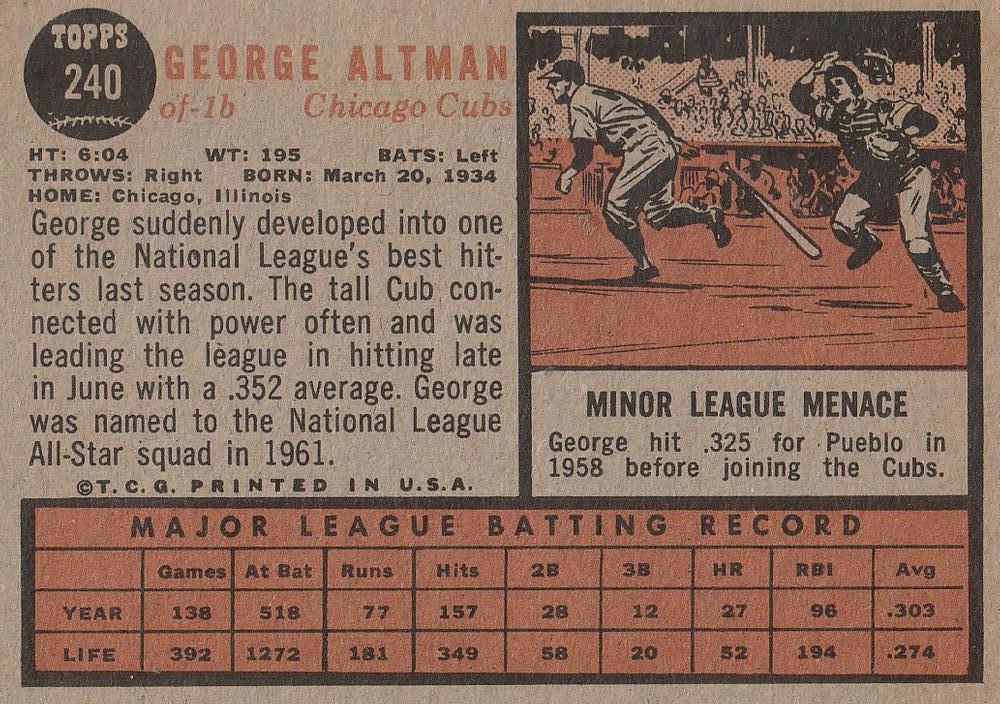 TOPPS
240
GEORGE ALTMAN
of-1b Chicago Cubs
HT: 6:04 WT: 195 BATS: Left
THROWS: Right BORN: March 20, 1934
HOME: Chicago, Illinois
George suddenly developed into one
of the National League's best hit-
ters last season. The tall Cub con-
nected with power often and was
leading the league in hitting late
in June with a .352 average. George
was named to the National League
All-Star squad in 1961.
©T.C.G. PRINTED IN U.S.A.
MINOR LEAGUE MENACE
George hit .325 for Pueblo in
1958 before joining the Cubs.
MAJOR LEAGUE BATTING RECORD
Games At Bat Runs Hits 2B 3B HR RBI Avg
YEAR 138 518 77 157 28 12 27 96 .303
LIFE 392 1272 181 349 58 20 52 194 .274